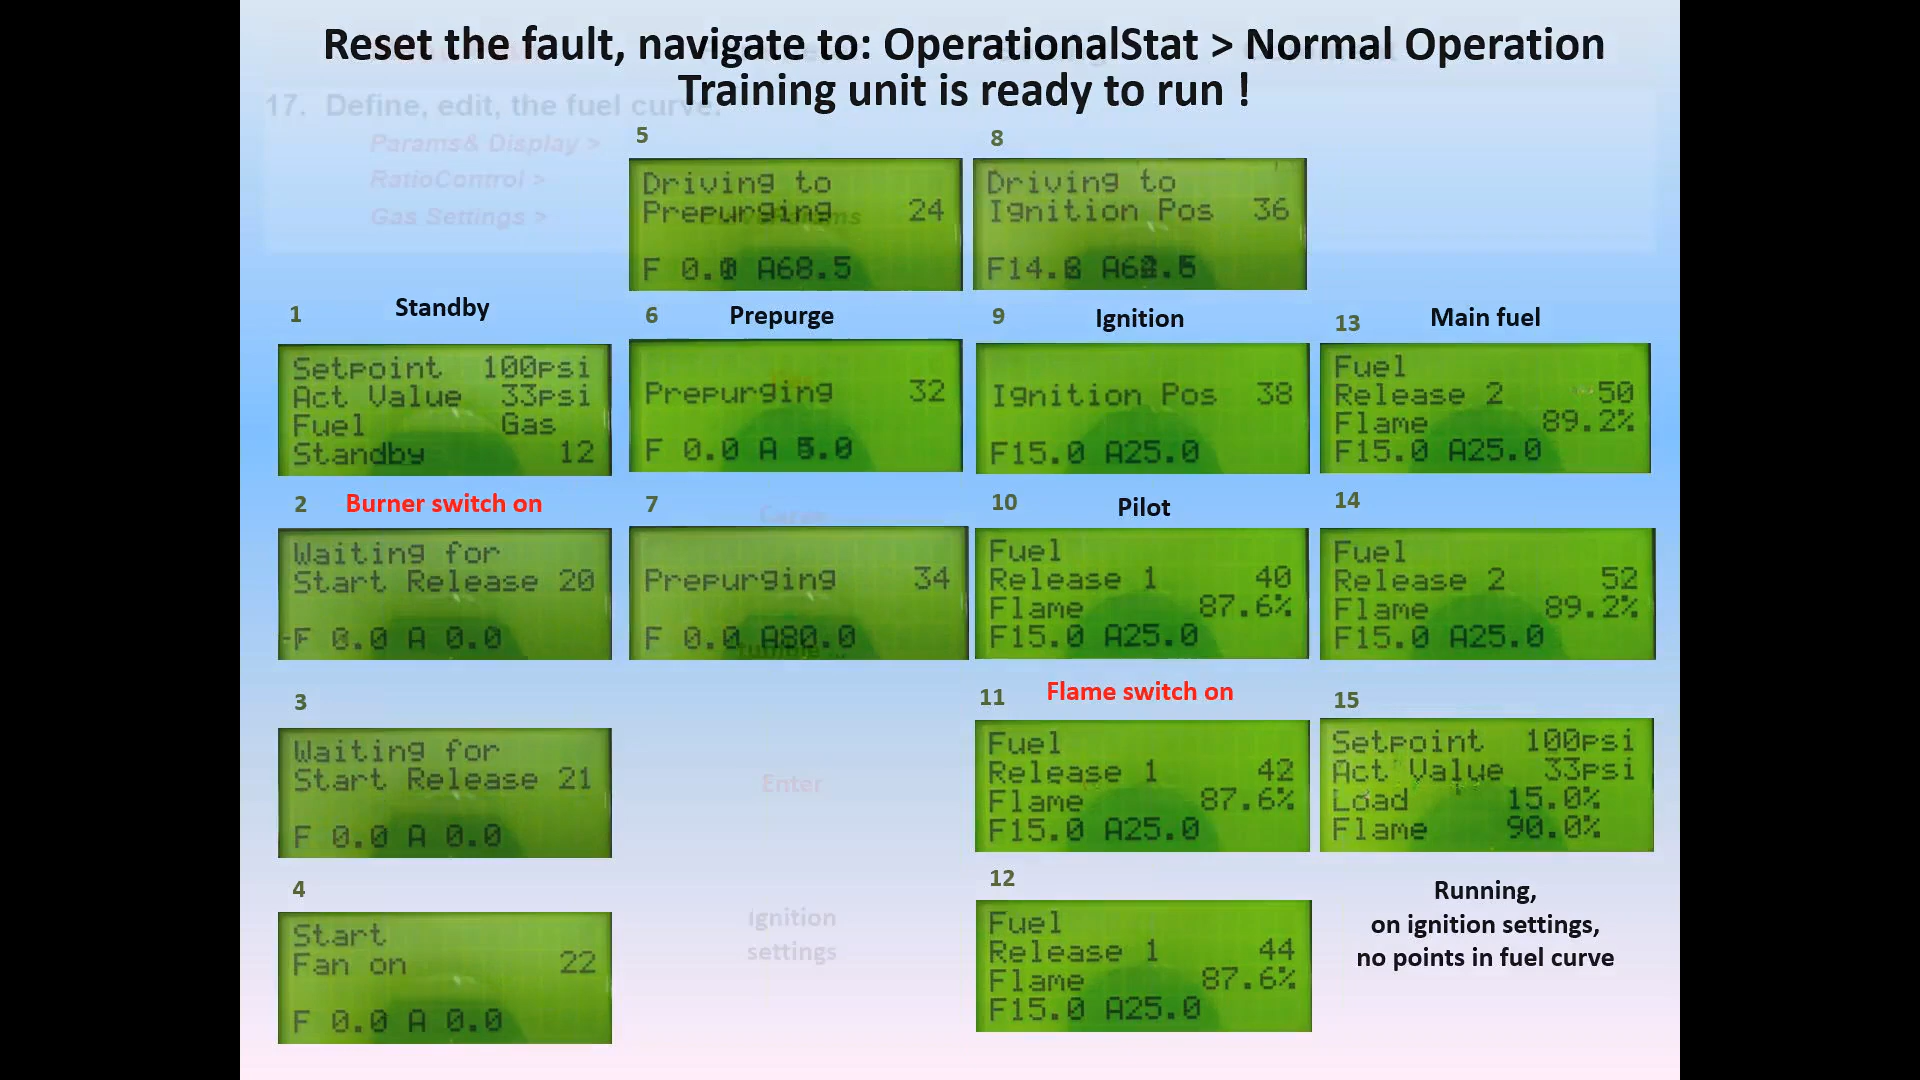 Reset the fault, navigate to: OperationalStat > Normal Operation
Training unit is ready to run !
17. Define, edit, the fuel curve.
Params& Display >
RatioControl >
Gas Settings >
5
Driving to
Prepurging 24
A68.5
8
Driving to
Ignition Pos 36
1 Standby
Setpoint 100psi
Act Value 33psi
Fuel Gas
Standby 12
6 Prepurge
Prepurging 32
F 0.0 A
9 Ignition
Ignition Pos 38
F15.0 A25.0
13 Main fuel
Fuel
Release 2 50
Flame 89.2%
F15.0 A25.0
2 Burner switch on
Waiting for
Start Release 20
F 0.0 A 0.0
7
Prepurging 34
F 0.0 A80.0
10 Pilot
Fuel
Release 1 40
Flame 87.6%
F15.0 A25.0
14
Fuel
Release 2 52
Flame 89.2%
F15.0 A25.0
3
Waiting for
Start Release 21
F 0.0 A 0.0
Enter
11 Flame switch on
Fuel
Release 1 42
Flame 87.6%
F15.0 A25.0
15
Setpoint 100psi
Act Value 33psi
Load 15.0%
Flame 90.0%
4
Start
Fan on 22
F 0.0 A 0.0
Ignition
settings
12
Fuel
Release 1 44
Flame 87.6%
F15.0 A25.0
Running,
on ignition settings,
no points in fuel curve